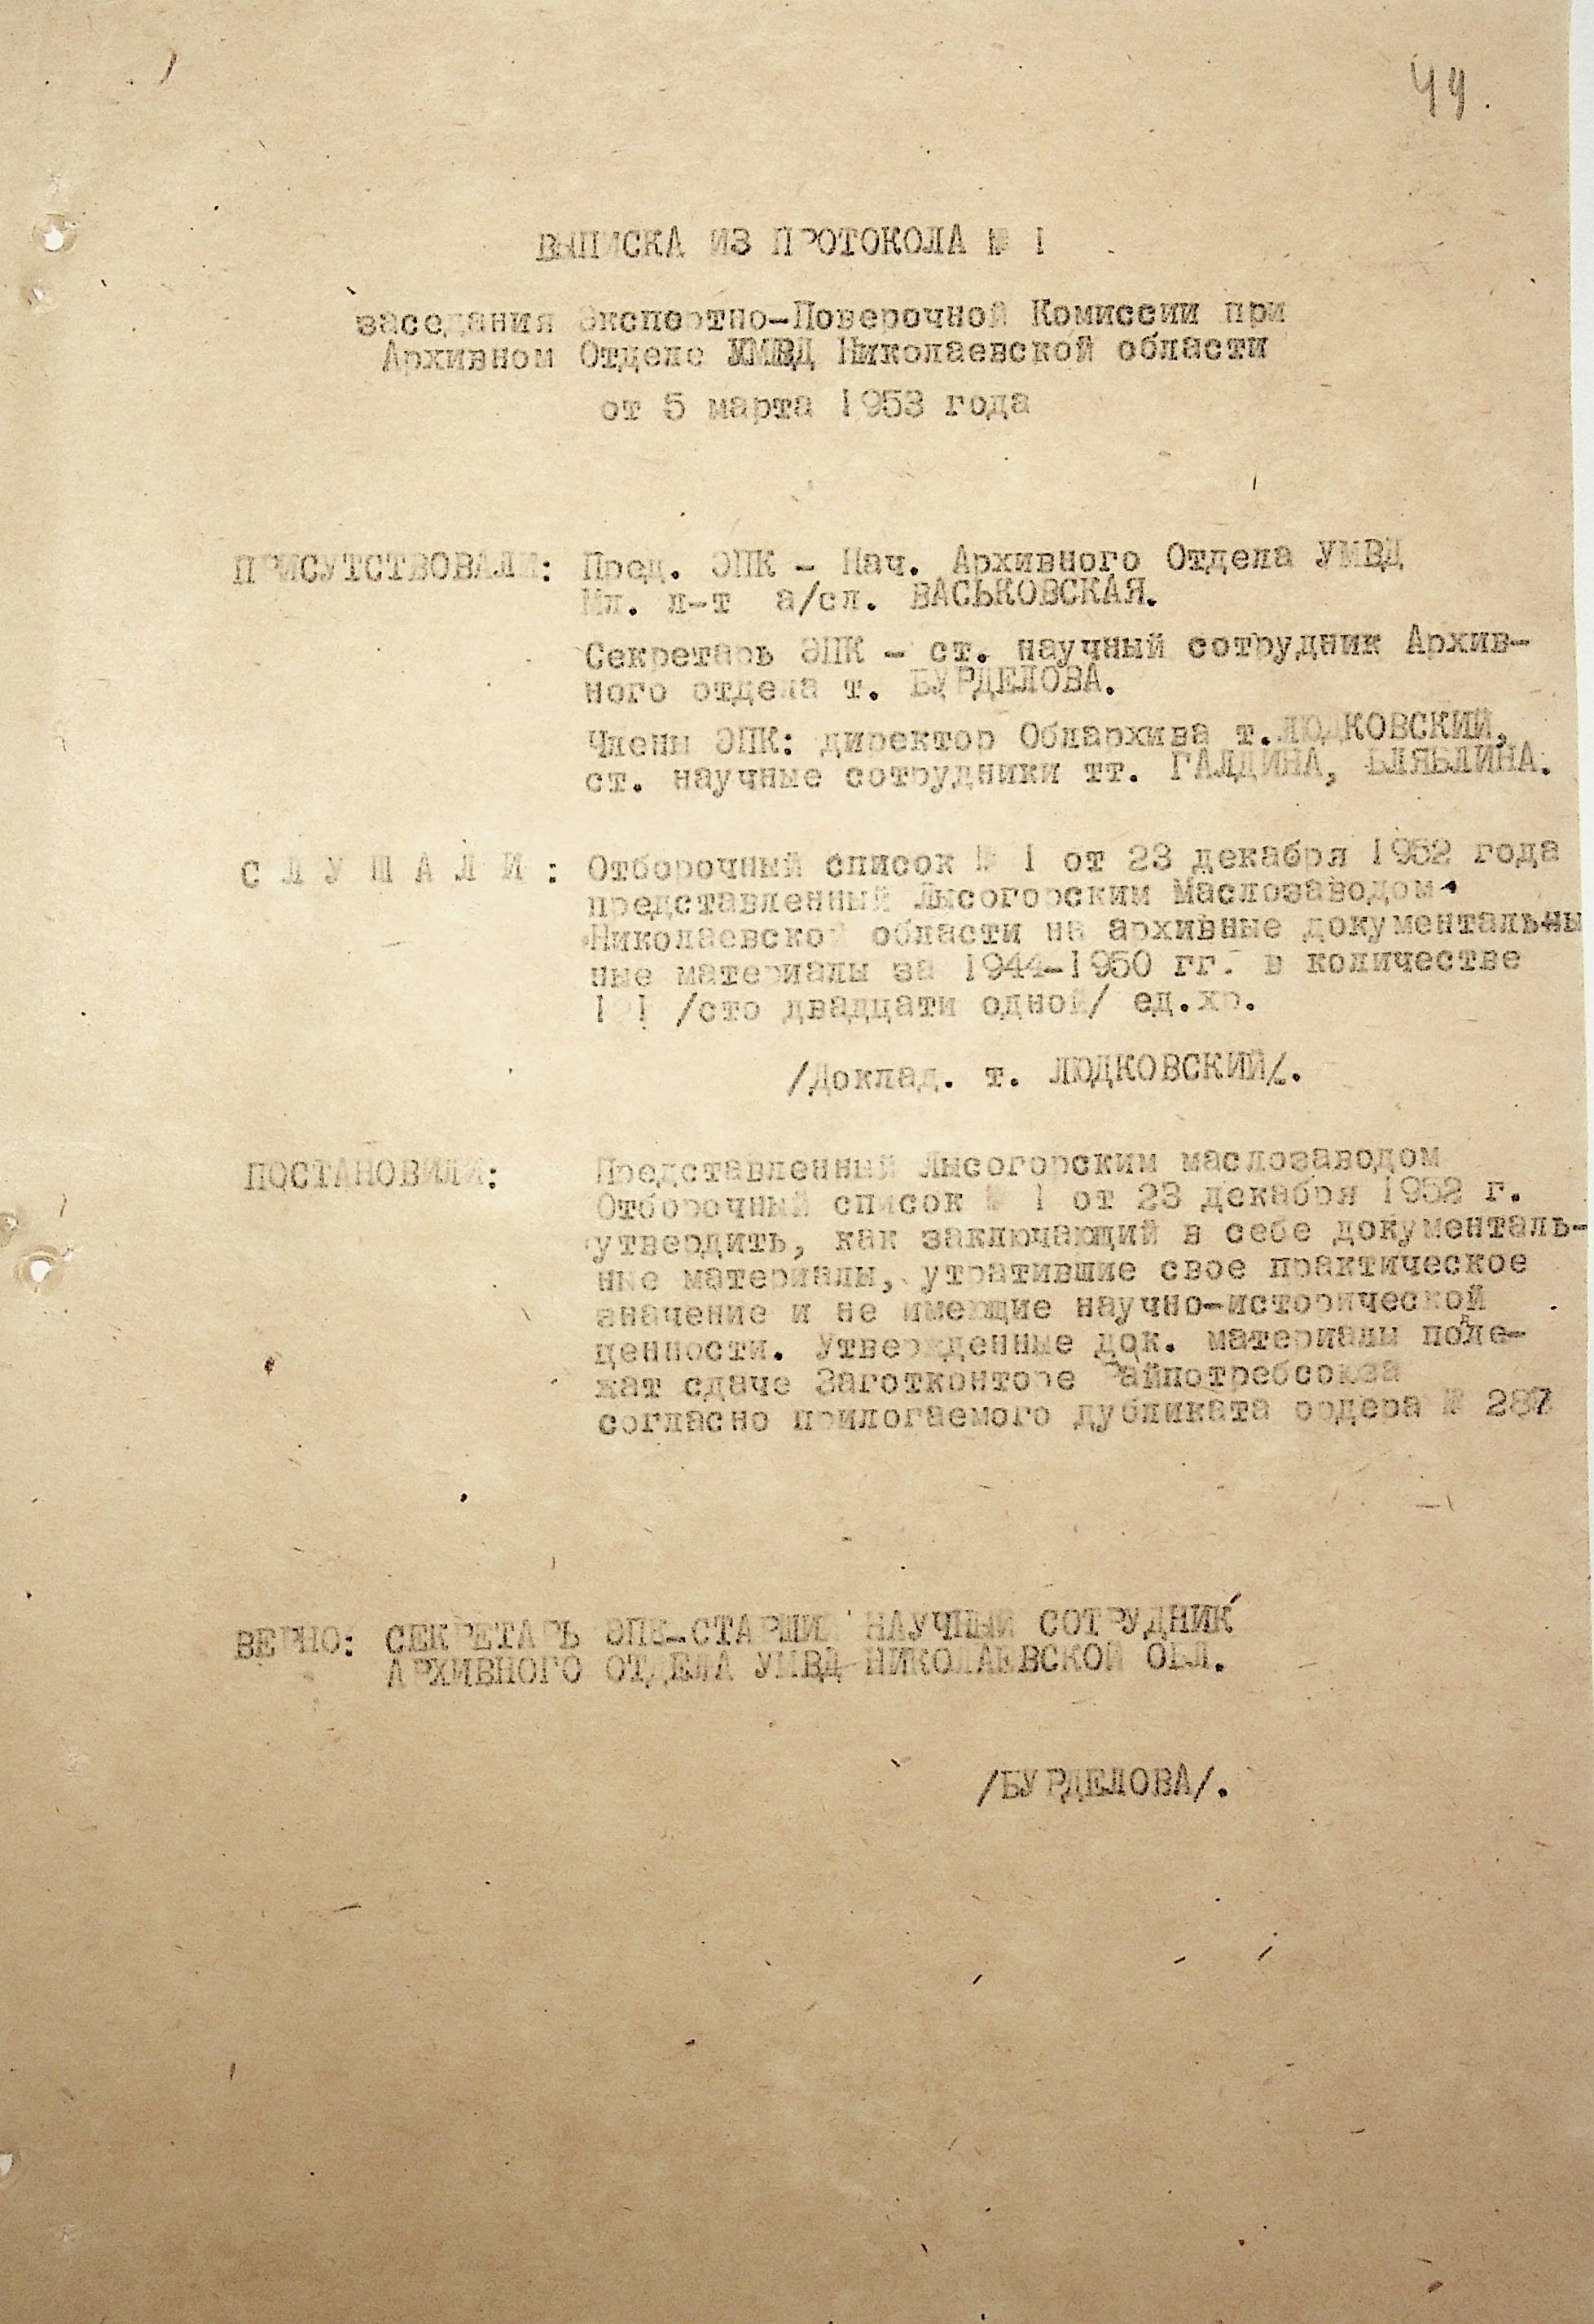 49.
ВЫПИСКА ИЗ ПРОТОКОЛА № 1
заседания Экспертно-Поверочной Комиссии при
Архивном Отделе УМВД Николаевской области
от 5 марта 1953 года
ПРИСУТСТВОВАЛИ: Пред. ЭПК - Нач. Архивного Отдела УМВД
Мл. л-т а/сл. ВАСЬКОВСКАЯ.
Секретарь ЭПК - ст. научный сотрудник Архив-
ного отдела т. БУРДЕЛОВА.
Члены ЭПК: директор Облархива т.ЛЮДКОВСКИЙ,
ст. научные сотрудники тт. ГАЛДИНА,
С Л У Ш А Л И : Отборочный список № 1 от 23 декабря 1952 года
представленный Лысогорским Маслозаводом
Николаевской области на архивные документальны
ные материалы за 1944-1950 гг. в количестве
121 /сто двадцати одной/ ед.хр.
/Доклад. т. ЛЮДКОВСКИЙ/.
ПОСТАНОВИЛИ: Представленный Лысогорским маслозаводом
Отборочный список № 1 от 23 декабря 1952 г.
утвердить, как заключающий в себе документаль-
ные материалы, утратившие свое практическое
значение и не имеющие научно-исторической
ценности. Утвержденные док. материалы подле-
жат сдаче Заготконторе Райпотребсоюза
согласно прилогаемого дубликата ордера № 287
ВЕРНО: СЕКРЕТАРЬ ЭПК-СТАРШИЙ НАУЧНЫЙ СОТРУДНИК
АРХИВНОГО ОТДЕЛА УМВД НИКОЛАЕВСКОЙ ОБЛ.
/БУРДЕЛОВА/.